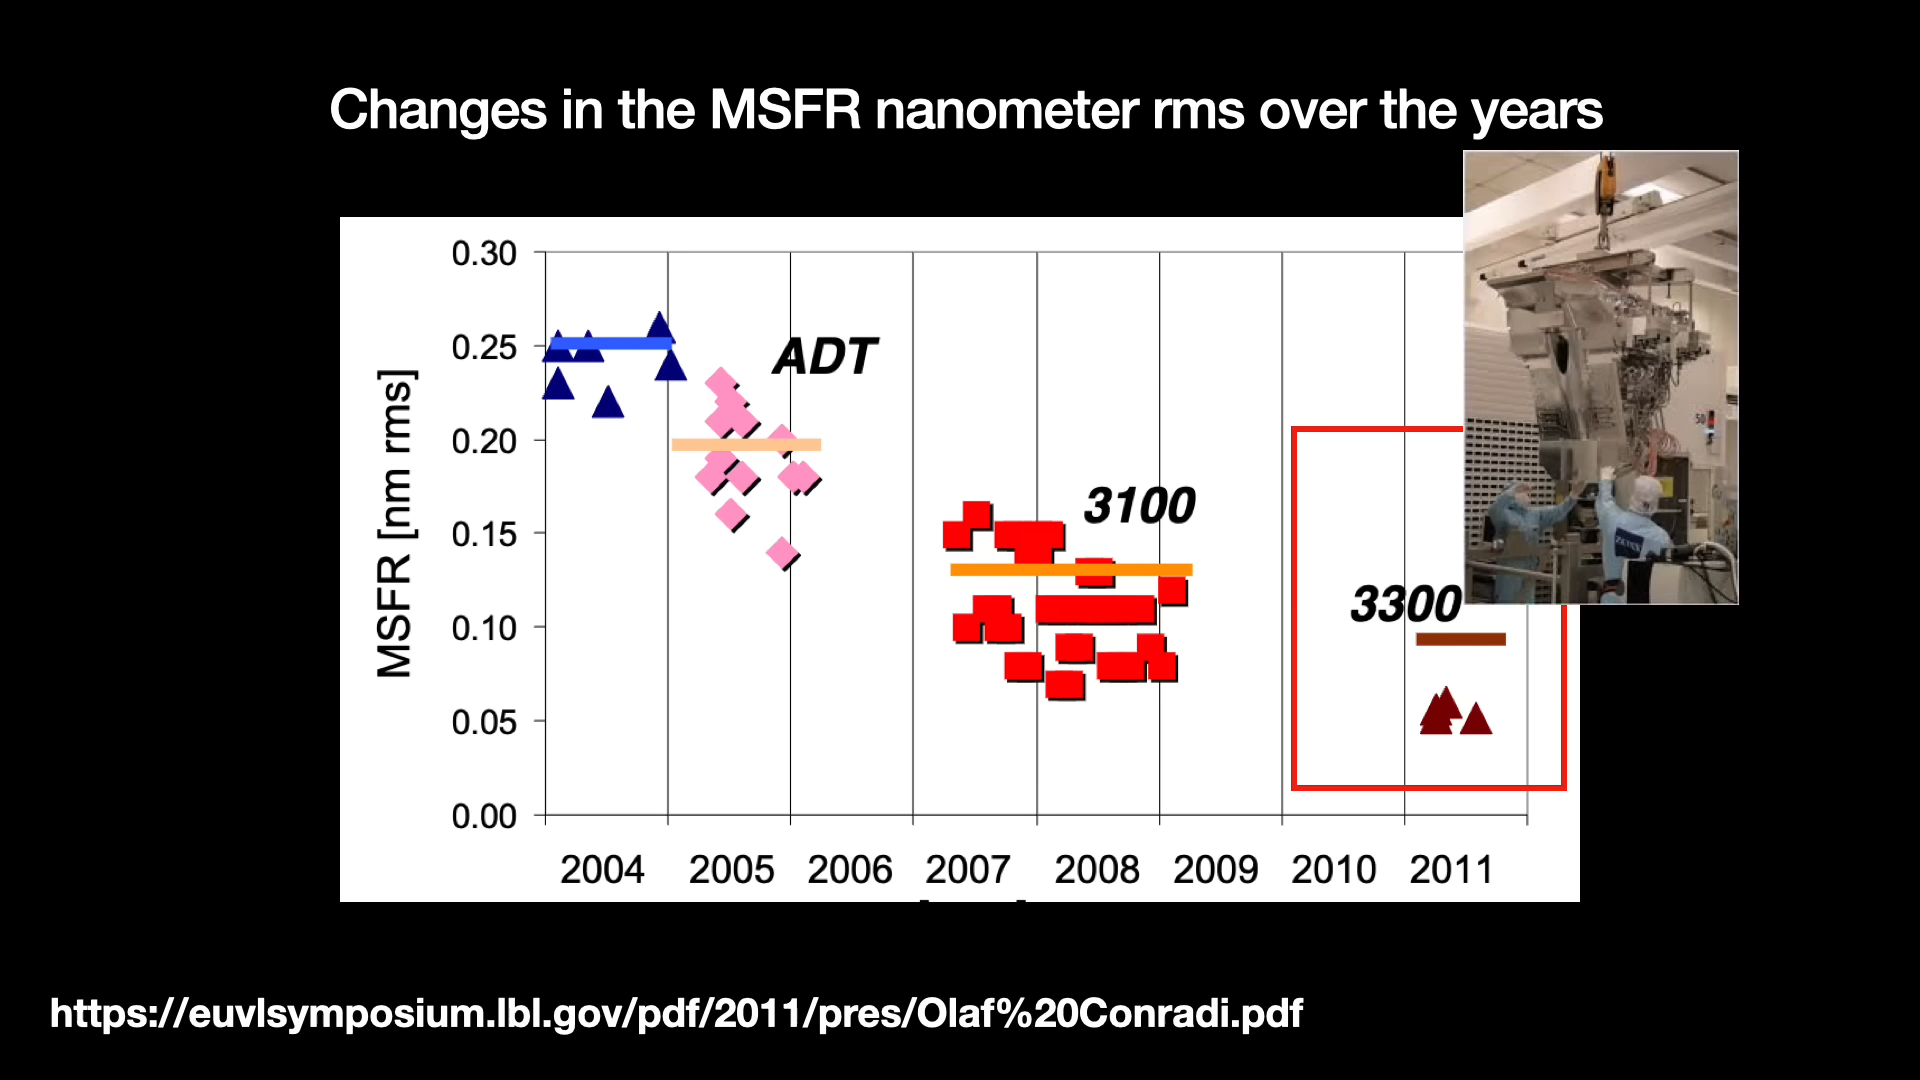 Changes in the MSFR nanometer rms over the years
MSFR [nm rms]
0.30
0.25
0.20
0.15
0.10
0.05
0.00
ADT
3100
3300
2004 2005 2006 2007 2008 2009 2010 2011
ZEISS
https://euvlsymposium.lbl.gov/pdf/2011/pres/Olaf%20Conradi.pdf